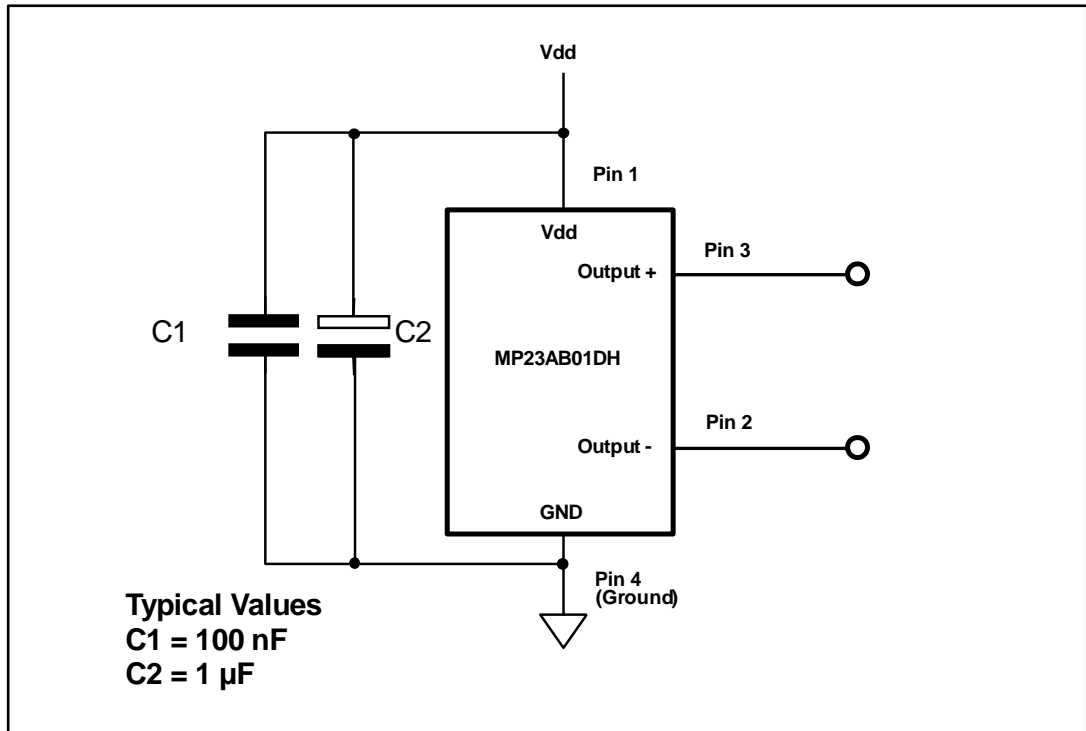 Vdd
Pin 1
Vdd
Output +
Pin 3
C1
C2
MP23AB01DH
Output -
Pin 2
GND
Pin 4
(Ground)
Typical Values
C1 = 100 nF
C2 = 1 µF